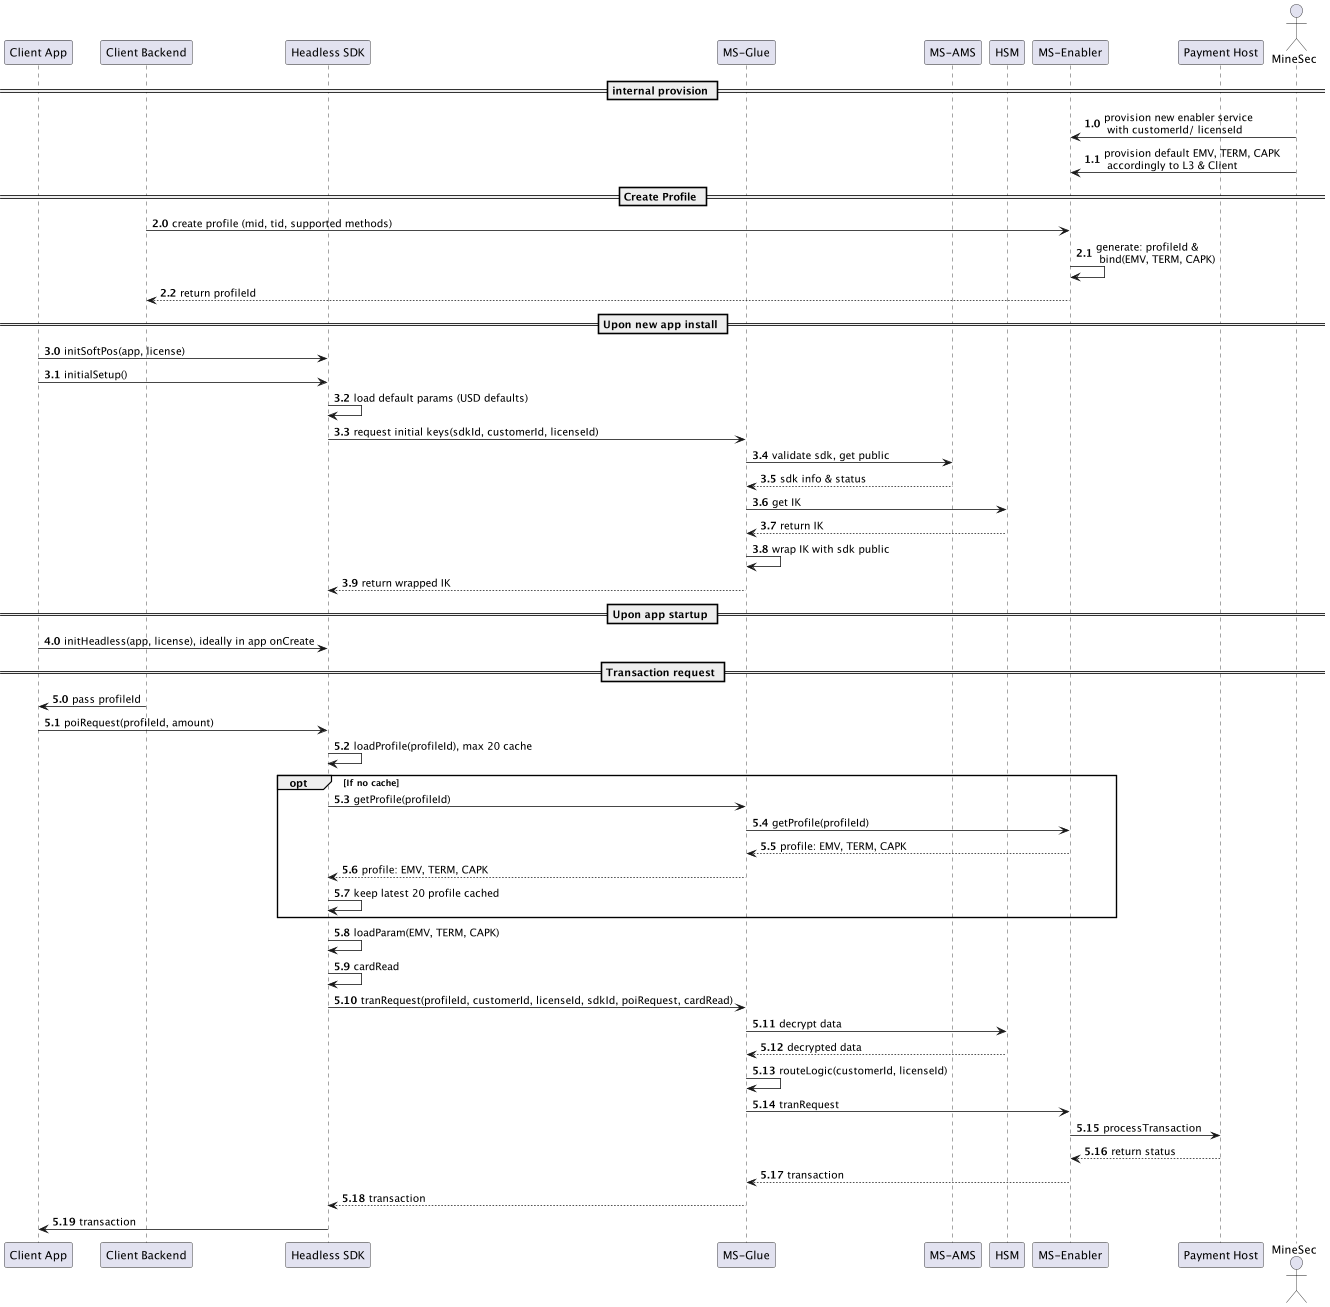 MineSec
Client App
Client Backend
Headless SDK
MS-Glue
MS-AMS
HSM
MS-Enabler
Payment Host
internal provision
1.0 provision new enabler service
with customerId/ licenseId
1.1 provision default EMV, TERM, CAPK
accordingly to L3 & Client
Create Profile
2.0 create profile (mid, tid, supported methods)
2.1 generate: profileId &
bind(EMV, TERM, CAPK)
2.2 return profileId
Upon new app install
3.0 initSoftPos(app, license)
3.1 initialSetup()
3.2 load default params (USD defaults)
3.3 request initial keys(sdkId, customerId, licenseId)
3.4 validate sdk, get public
3.5 sdk info & status
3.6 get IK
3.7 return IK
3.8 wrap IK with sdk public
3.9 return wrapped IK
Upon app startup
4.0 initHeadless(app, license), ideally in app onCreate
Transaction request
5.0 pass profileId
5.1 poiRequest(profileId, amount)
5.2 loadProfile(profileId), max 20 cache
opt [If no cache]
5.3 getProfile(profileId)
5.4 getProfile(profileId)
5.5 profile: EMV, TERM, CAPK
5.6 profile: EMV, TERM, CAPK
5.7 keep latest 20 profile cached
5.8 loadParam(EMV, TERM, CAPK)
5.9 cardRead
5.10 tranRequest(profileId, customerId, licenseId, sdkId, poiRequest, cardRead)
5.11 decrypt data
5.12 decrypted data
5.13 routeLogic(customerId, licenseId)
5.14 tranRequest
5.15 processTransaction
5.16 return status
5.17 transaction
5.18 transaction
5.19 transaction
Client App
Client Backend
Headless SDK
MS-Glue
MS-AMS
HSM
MS-Enabler
Payment Host
MineSec